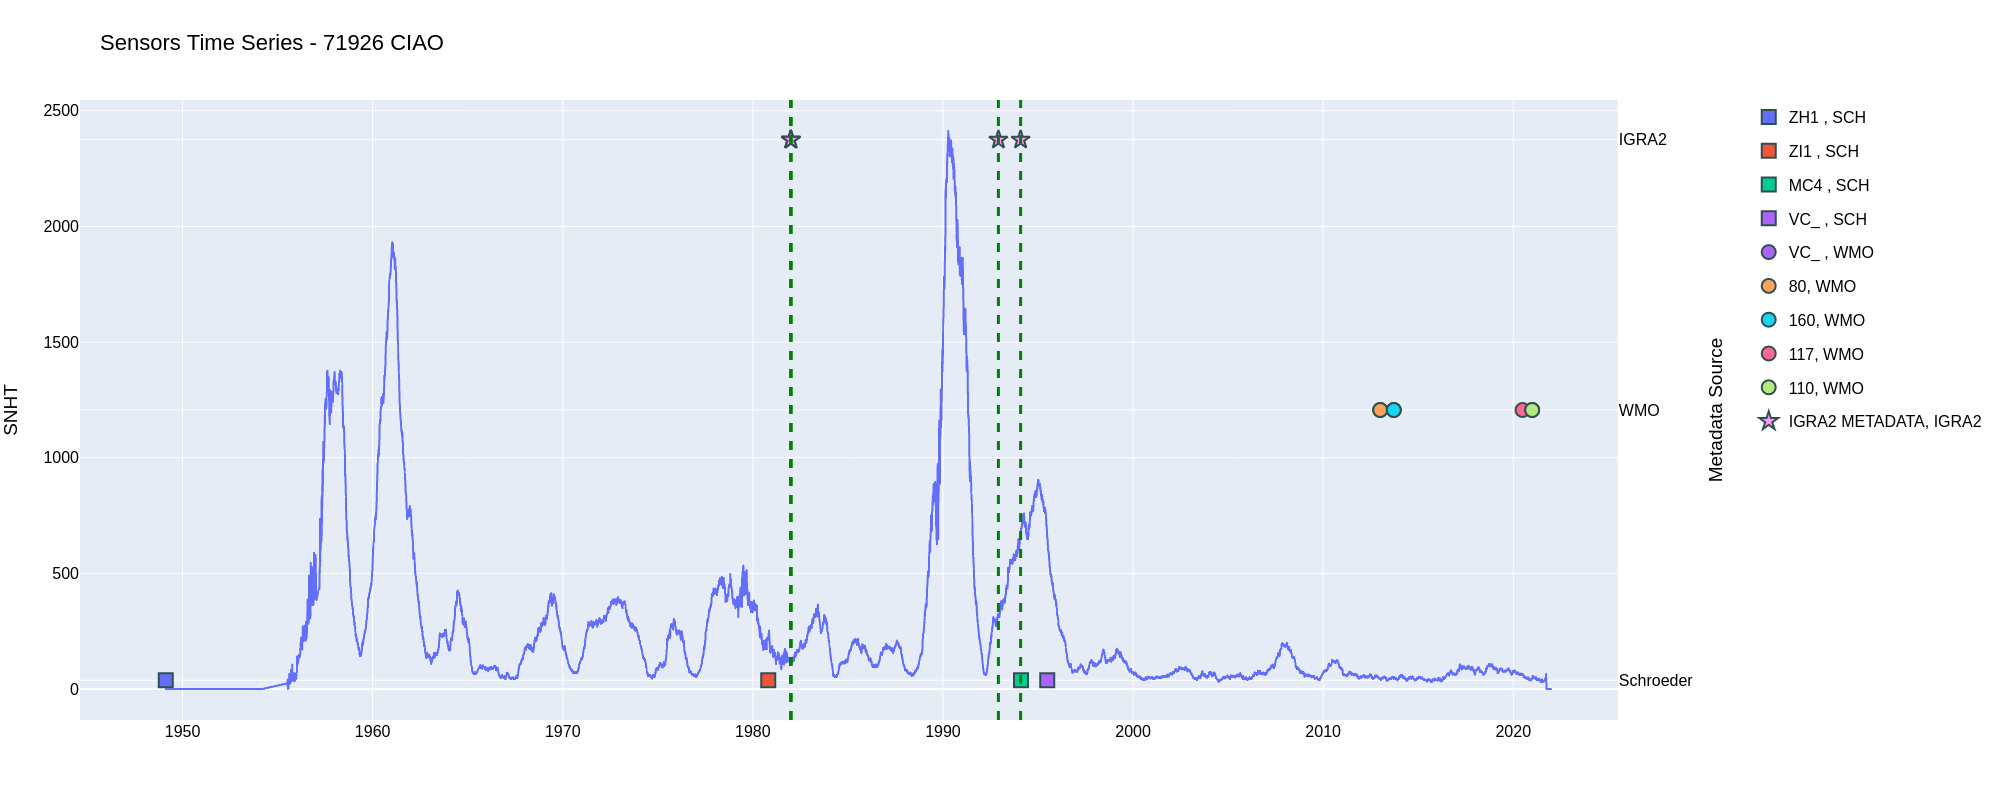 Sensors Time Series - 71926 CIAO
SNHT
2500
2000
1500
1000
500
0
1950
1960
1970
1980
1990
2000
2010
2020
IGRA2
WMO
Schroeder
Metadata Source
ZH1 , SCH
ZI1 , SCH
MC4 , SCH
VC_ , SCH
VC_ , WMO
80, WMO
160, WMO
117, WMO
110, WMO
IGRA2 METADATA, IGRA2